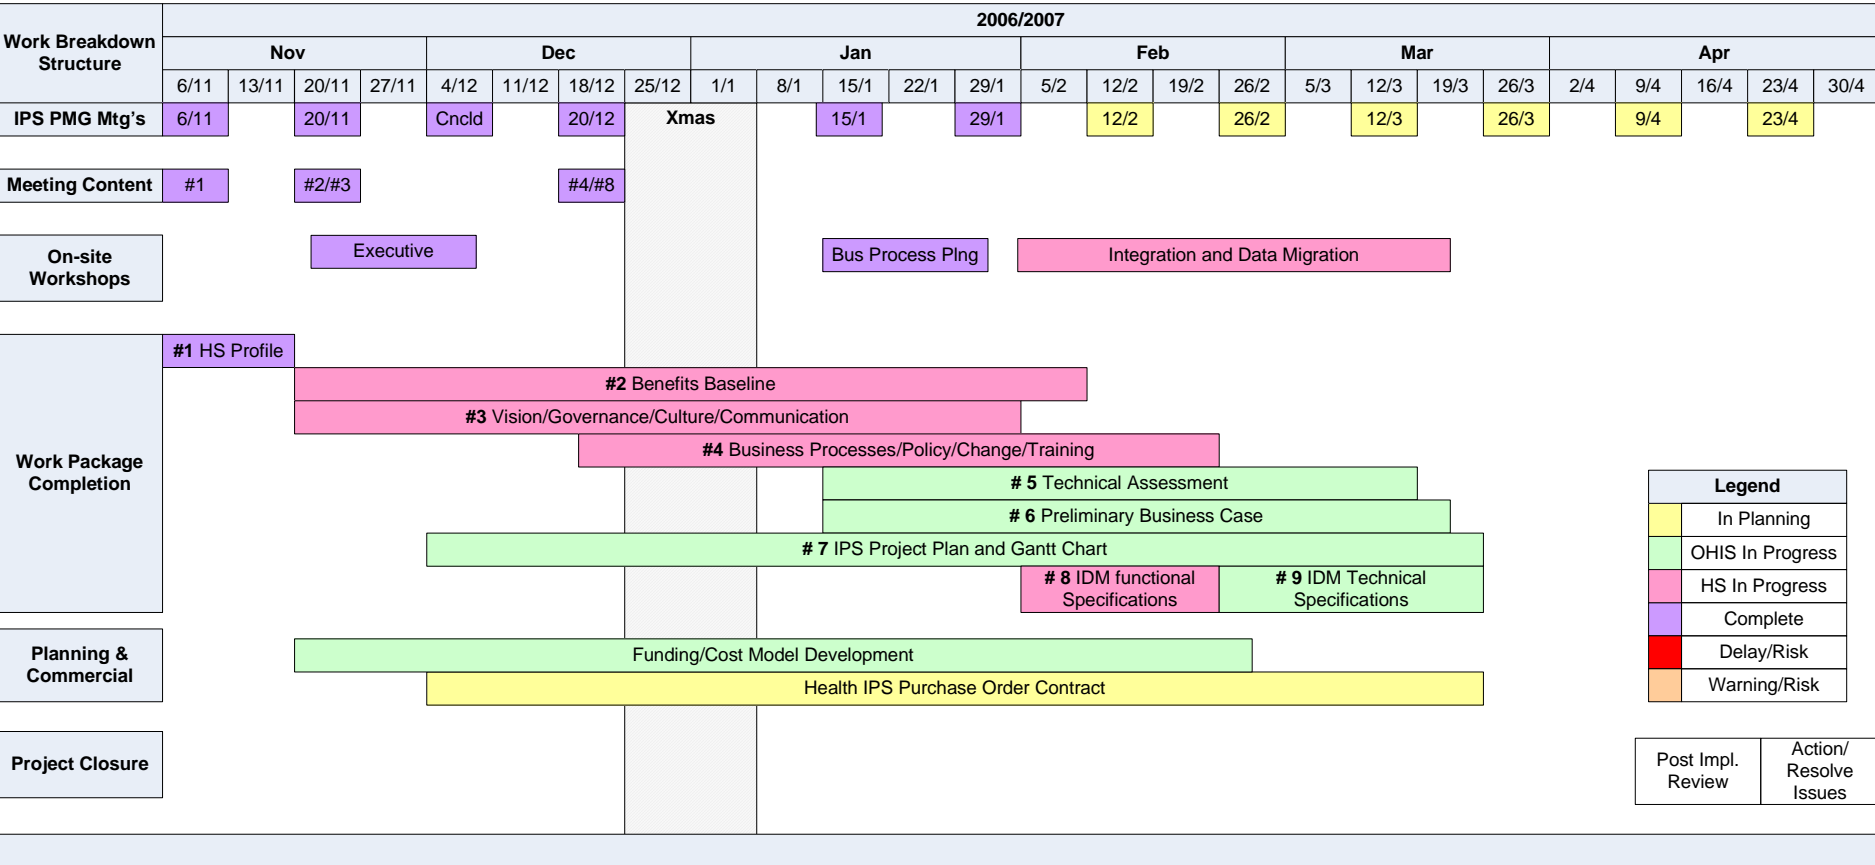 Work Breakdown
Structure
2006/2007
Nov Dec Jan Feb Mar Apr
6/11 13/11 20/11 27/11 4/12 11/12 18/12 25/12 1/1 8/1 15/1 22/1 29/1 5/2 12/2 19/2 26/2 5/3 12/3 19/3 26/3 2/4 9/4 16/4 23/4 30/4
IPS PMG Mtg's 6/11 20/11 Cncld 20/12 Xmas 15/1 29/1 12/2 26/2 12/3 26/3 9/4 23/4
Meeting Content #1 #2/#3 #4/#8
On-site
Workshops
Executive Bus Process Plng Integration and Data Migration
Work Package
Completion
#1 HS Profile
#2 Benefits Baseline
#3 Vision/Governance/Culture/Communication
#4 Business Processes/Policy/Change/Training
# 5 Technical Assessment
# 6 Preliminary Business Case
# 7 IPS Project Plan and Gantt Chart
# 8 IDM functional
Specifications
# 9 IDM Technical
Specifications
Legend
In Planning
OHIS In Progress
HS In Progress
Complete
Delay/Risk
Warning/Risk
Planning &
Commercial
Funding/Cost Model Development
Health IPS Purchase Order Contract
Project Closure
Post Impl.
Review
Action/
Resolve
Issues